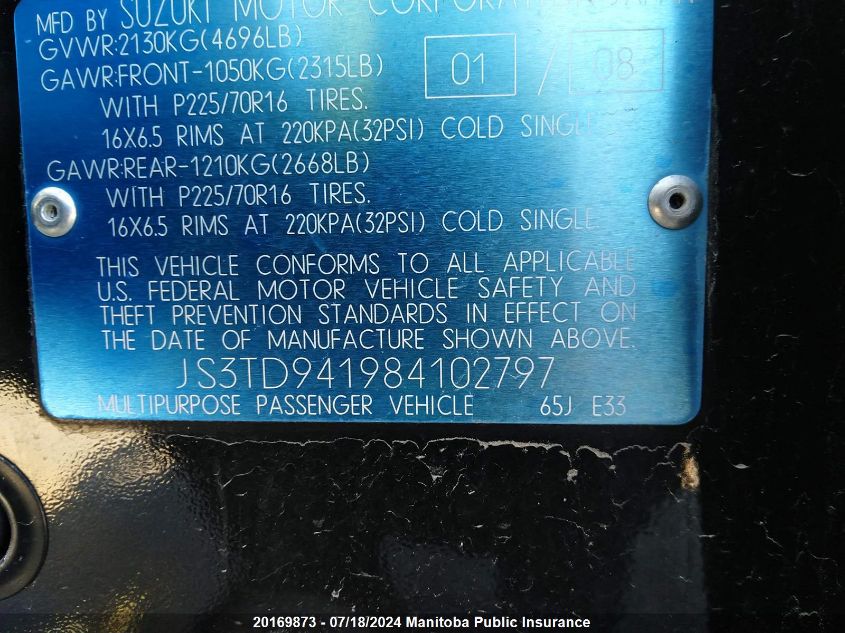 MFD BY SUZUKI MOTOR CORPORATION JAPAN
GVWR:2130KG(4696LB)
GAWR:FRONT-1050KG(2315LB) 01 / 08
WITH P225/70R16 TIRES.
16X6.5 RIMS AT 220KPA(32PSI) COLD SINGLE
GAWR:REAR-1210KG(2668LB)
WITH P225/70R16 TIRES.
16X6.5 RIMS AT 220KPA(32PSI) COLD SINGLE
THIS VEHICLE CONFORMS TO ALL APPLICABLE
U.S. FEDERAL MOTOR VEHICLE SAFETY AND
THEFT PREVENTION STANDARDS IN EFFECT ON
THE DATE OF MANUFACTURE SHOWN ABOVE.
JS3TD941984102797
MULTIPURPOSE PASSENGER VEHICLE 65J E33
20169873 - 07/18/2024 Manitoba Public Insurance